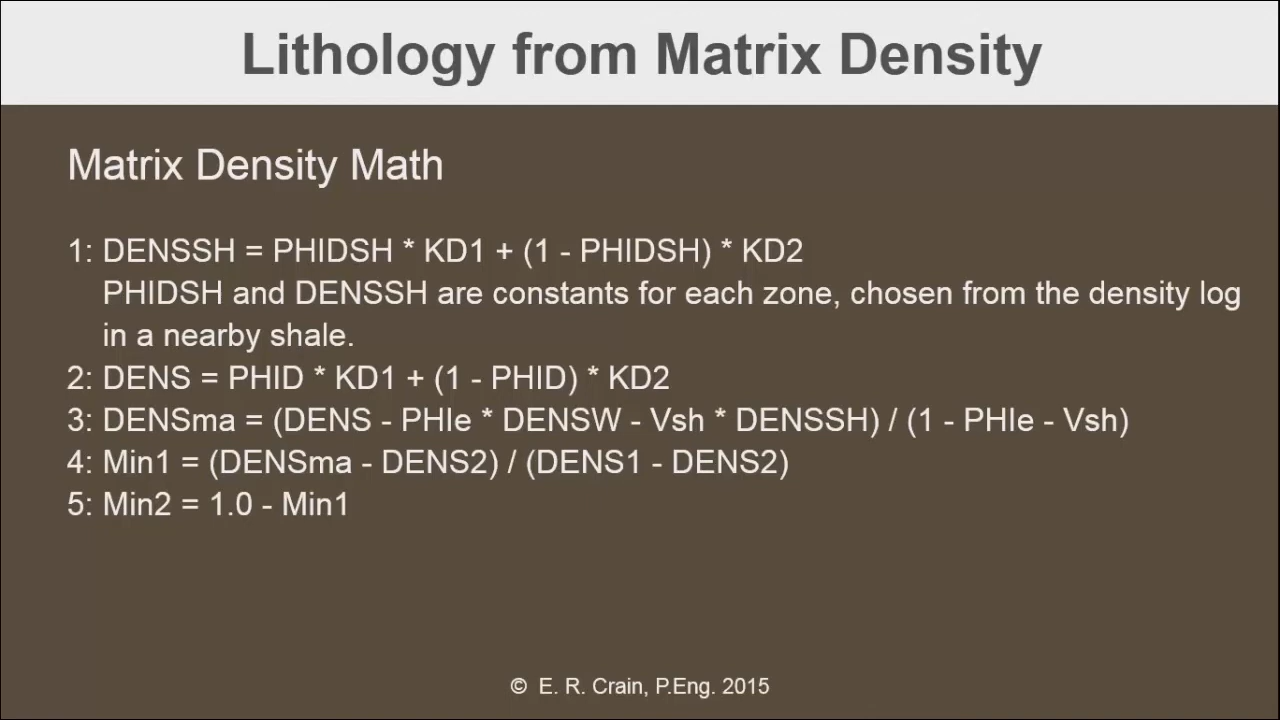 Lithology from Matrix Density
Matrix Density Math
1: DENSSH = PHIDSH * KD1 + (1 - PHIDSH) * KD2
PHIDSH and DENSSH are constants for each zone, chosen from the density log
in a nearby shale.
2: DENS = PHID * KD1 + (1 - PHID) * KD2
3: DENSma = (DENS - PHIe * DENSW - Vsh * DENSSH) / (1 - PHIe - Vsh)
4: Min1 = (DENSma - DENS2) / (DENS1 - DENS2)
5: Min2 = 1.0 - Min1
© E. R. Crain, P.Eng. 2015